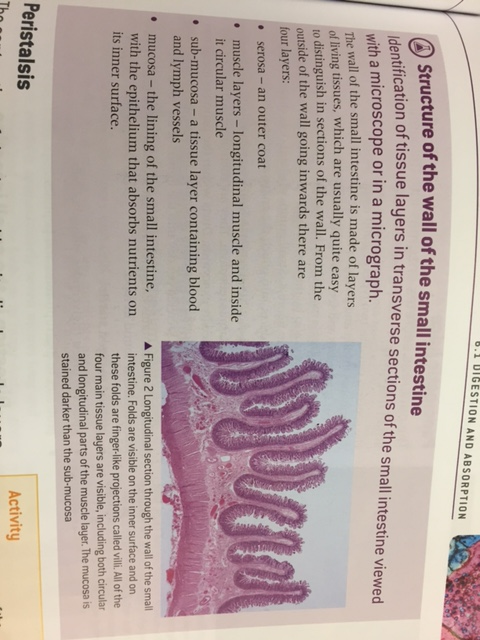 6.1 DIGESTION AND ABSORPTION
Structure of the wall of the small intestine
Identification of tissue layers in transverse sections of the small intestine viewed
with a microscope or in a micrograph.
The wall of the small intestine is made of layers
of living tissues, which are usually quite easy
to distinguish in sections of the wall. From the
outside of the wall going inwards there are
four layers:
• serosa – an outer coat
• muscle layers – longitudinal muscle and inside
it circular muscle
• sub-mucosa – a tissue layer containing blood
and lymph vessels
• mucosa – the lining of the small intestine,
with the epithelium that absorbs nutrients on
its inner surface.
▲ Figure 2 Longitudinal section through the wall of the small
intestine. Folds are visible on the inner surface and on
these folds are finger-like projections called villi. All of the
four main tissue layers are visible, including both circular
and longitudinal parts of the muscle layer. The mucosa is
stained darker than the sub-mucosa
Peristalsis
Activity